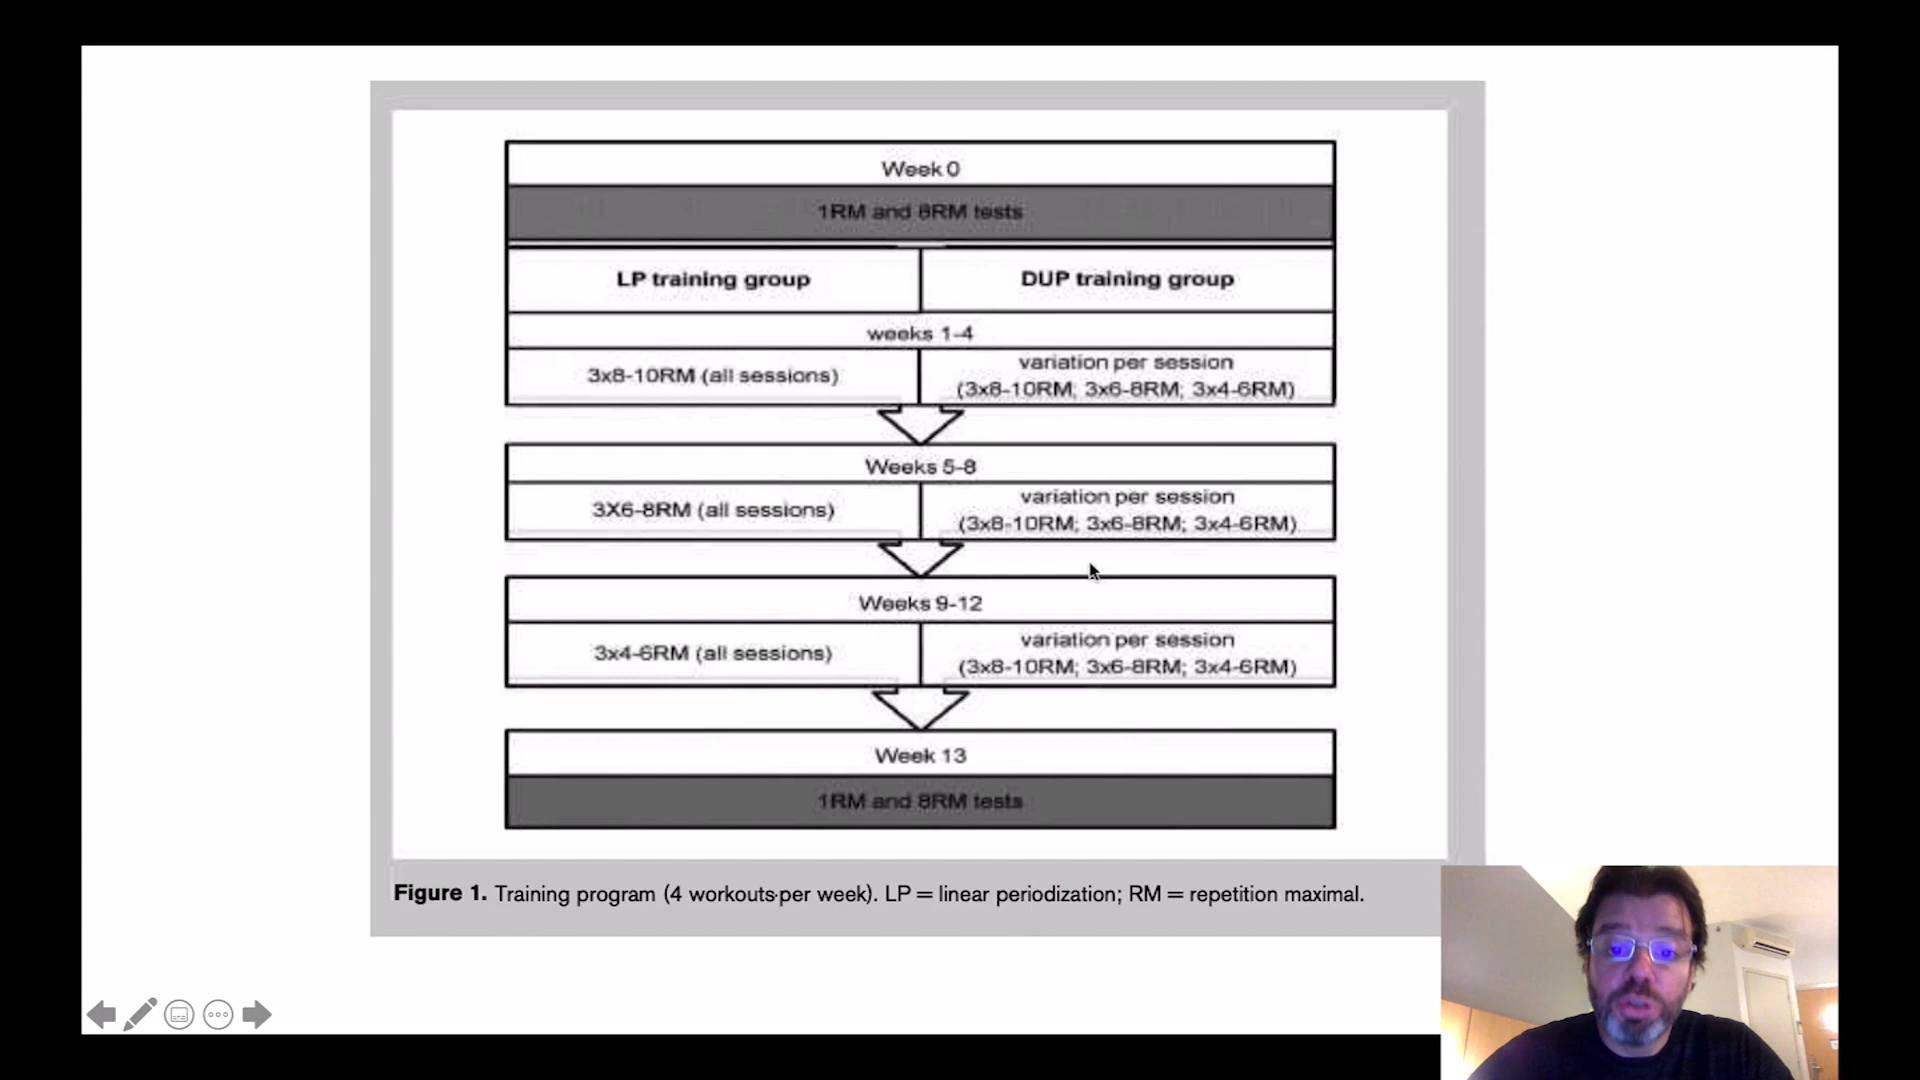 Week 0
1RM and 8RM tests
LP training group
DUP training group
weeks 1-4
3x8-10RM (all sessions)
variation per session
(3x8-10RM; 3x6-8RM; 3x4-6RM)
Weeks 5-8
3X6-8RM (all sessions)
variation per session
(3x8-10RM; 3x6-8RM; 3x4-6RM)
Weeks 9-12
3x4-6RM (all sessions)
variation per session
(3x8-10RM; 3x6-8RM; 3x4-6RM)
Week 13
1RM and 8RM tests
Figure 1. Training program (4 workouts·per week). LP = linear periodization; RM = repetition maximal.